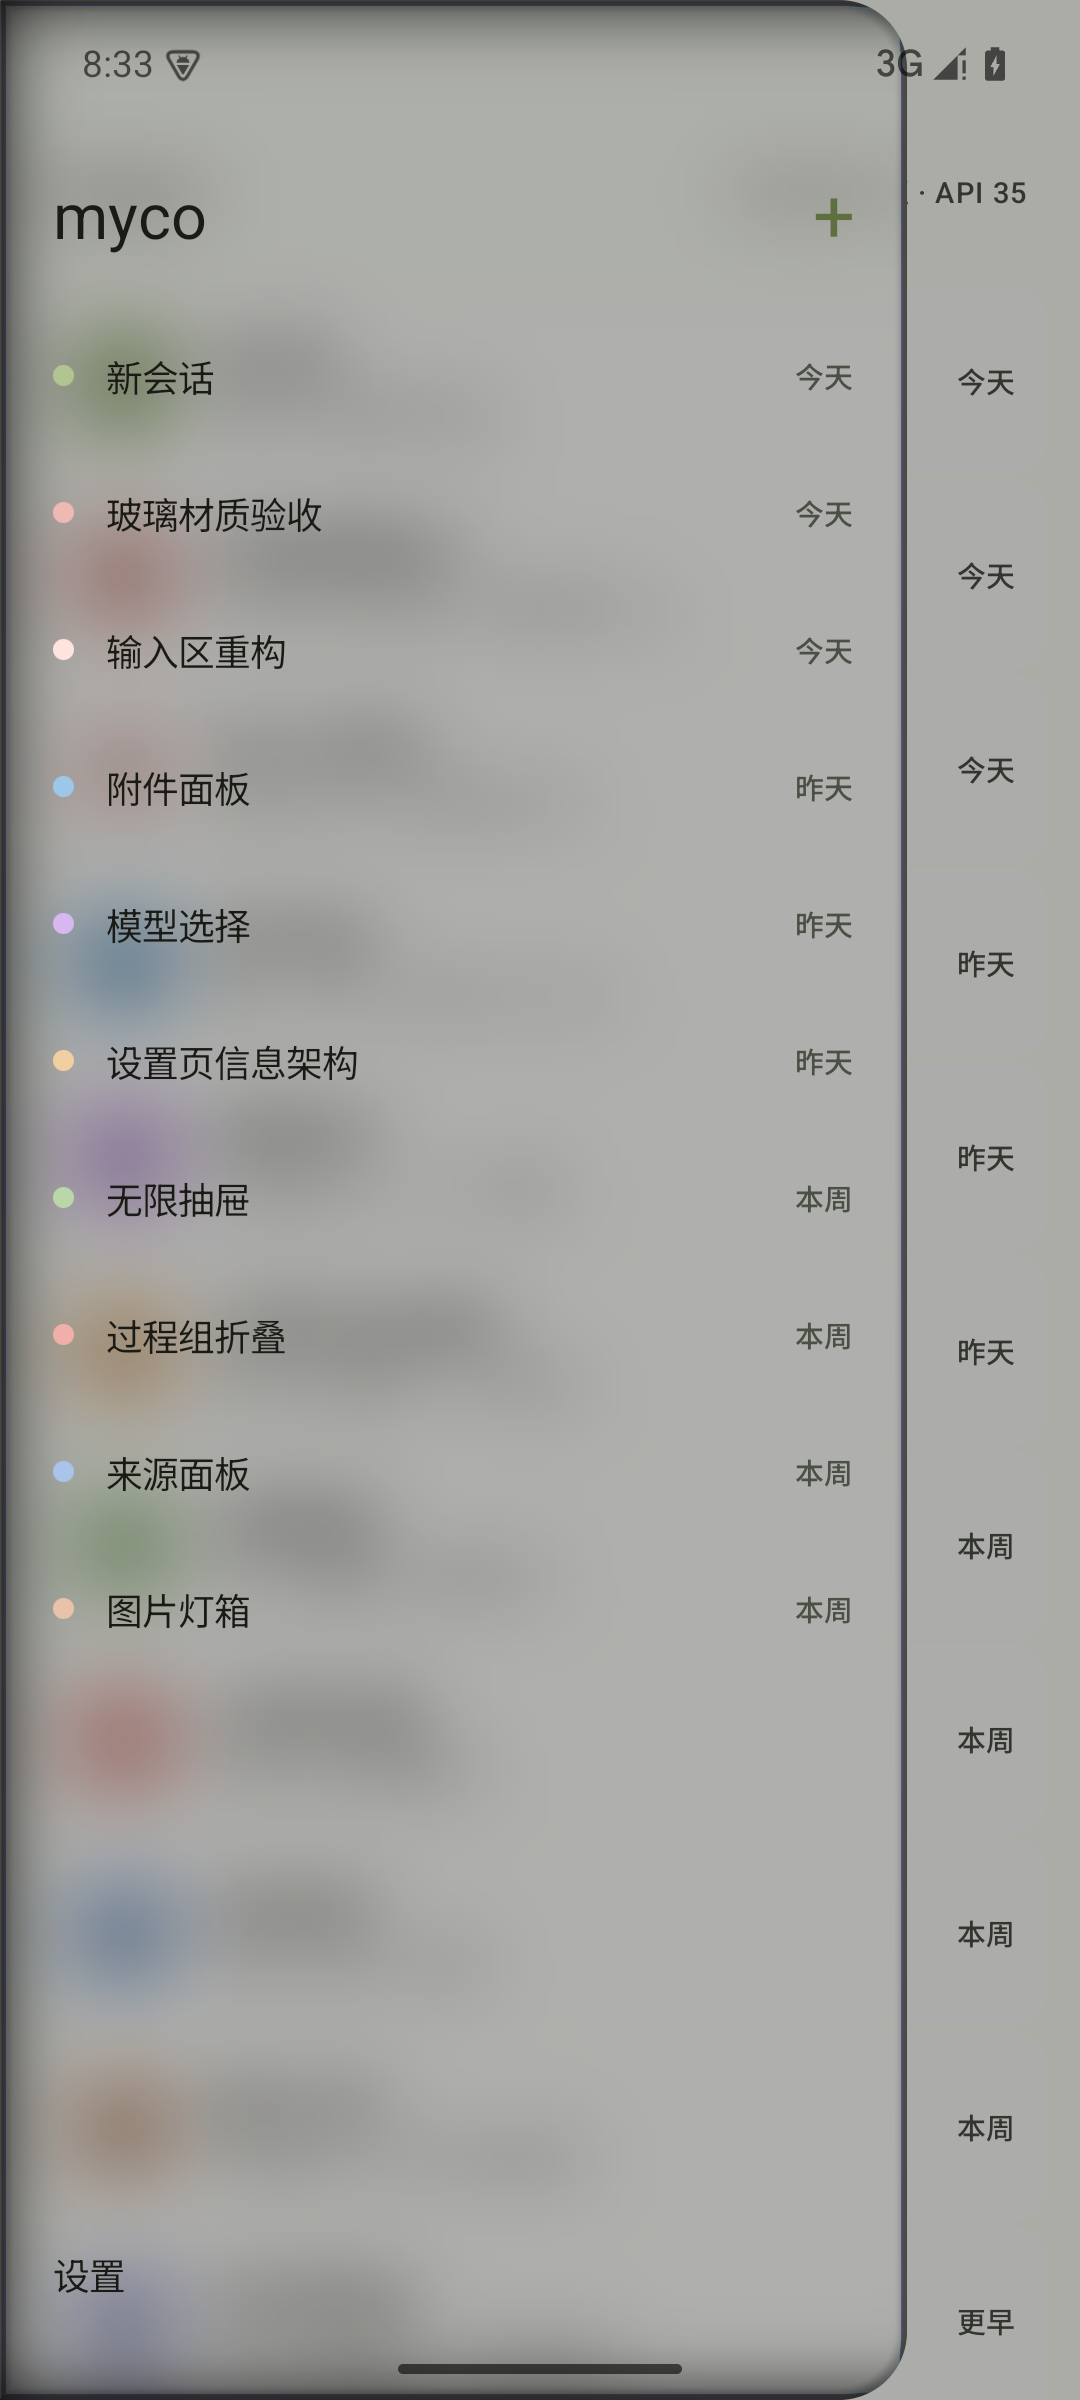 8:33
3G
· API 35
myco
+
新会话 今天
今天
玻璃材质验收 今天
今天
输入区重构 今天
今天
附件面板 昨天
模型选择 昨天
昨天
设置页信息架构 昨天
昨天
无限抽屉 本周
过程组折叠 本周
昨天
来源面板 本周
本周
图片灯箱 本周
本周
本周
本周
设置
更早